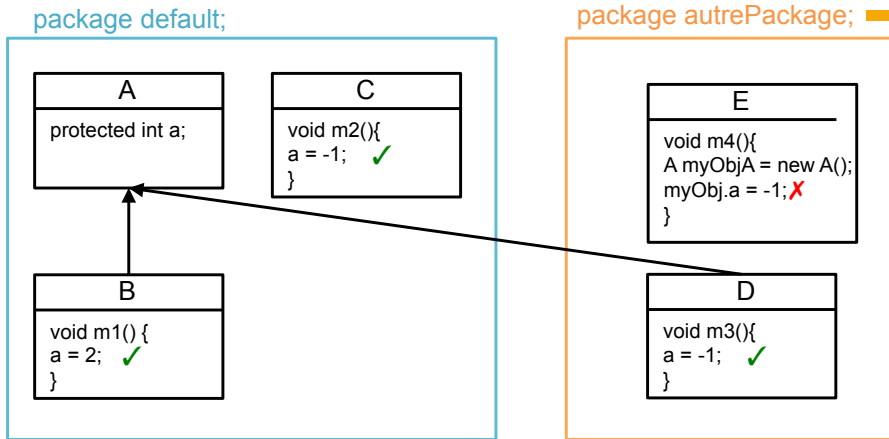 package default;
package autrePackage;
A
protected int a;
C
void m2(){
a = -1; ✓
}
E
void m4(){
A myObjA = new A();
myObj.a = -1;✗
}
B
void m1() {
a = 2; ✓
}
D
void m3(){
a = -1; ✓
}